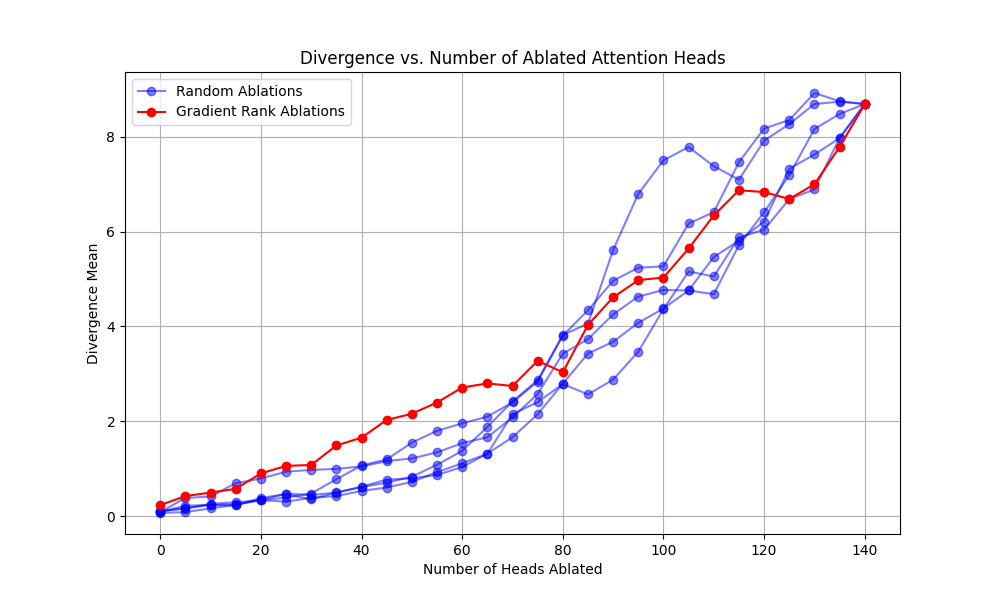 Divergence vs. Number of Ablated Attention Heads
Random Ablations
Gradient Rank Ablations
Divergence Mean
8
6
4
2
0
0 20 40 60 80 100 120 140
Number of Heads Ablated